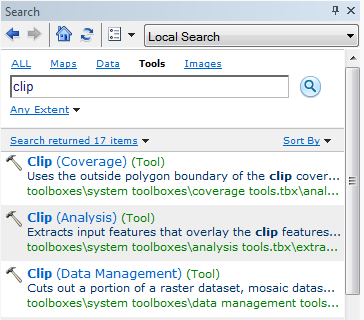 Search
Local Search
ALL Maps Data Tools Images
clip
Any Extent
Search returned 17 items Sort By
Clip (Coverage) (Tool)
Uses the outside polygon boundary of the clip cover...
toolboxes\system toolboxes\coverage tools.tbx\anal...
Clip (Analysis) (Tool)
Extracts input features that overlay the clip features...
toolboxes\system toolboxes\analysis tools.tbx\extra...
Clip (Data Management) (Tool)
Cuts out a portion of a raster dataset, mosaic datas...
toolboxes\system toolboxes\data management tools...